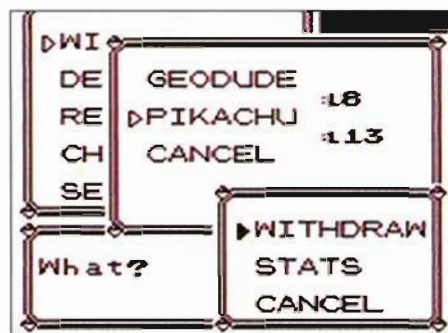 ▷WI
DE
RE
CH
SE
GEODUDE
:L8
▷PIKACHU
:L13
CANCEL
What?
▶WITHDRAW
STATS
CANCEL